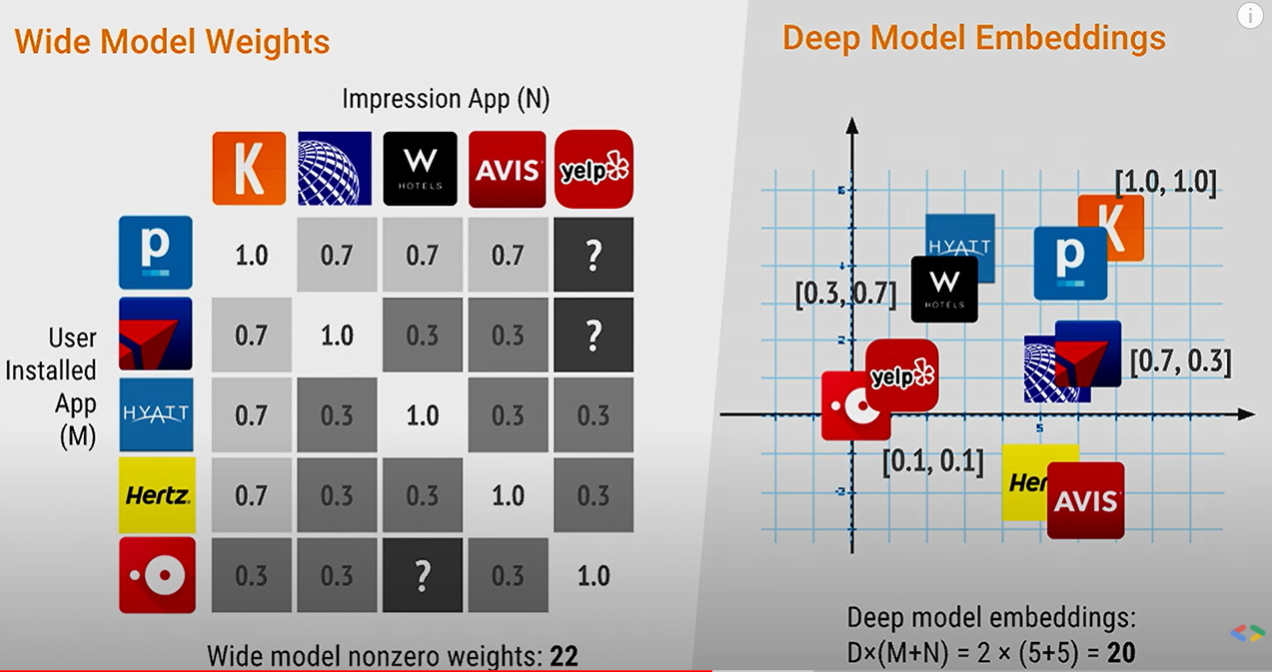 Wide Model Weights
Deep Model Embeddings
i
Impression App (N)
K
W
HOTELS
AVIS
yelp
p
1.0 0.7 0.7 0.7 ?
0.7 1.0 0.3 0.3 ?
HYATT 0.7 0.3 1.0 0.3 0.3
Hertz. 0.7 0.3 0.3 1.0 0.3
0.3 0.3 ? 0.3 1.0
User
Installed
App
(M)
Wide model nonzero weights: 22
[1.0, 1.0]
K
p
HYATT
W
HOTELS
[0.3, 0.7]
2
yelp
[0.7, 0.3]
5
[0.1, 0.1]
Her
AVIS
-2
Deep model embeddings:
D×(M+N) = 2 × (5+5) = 20